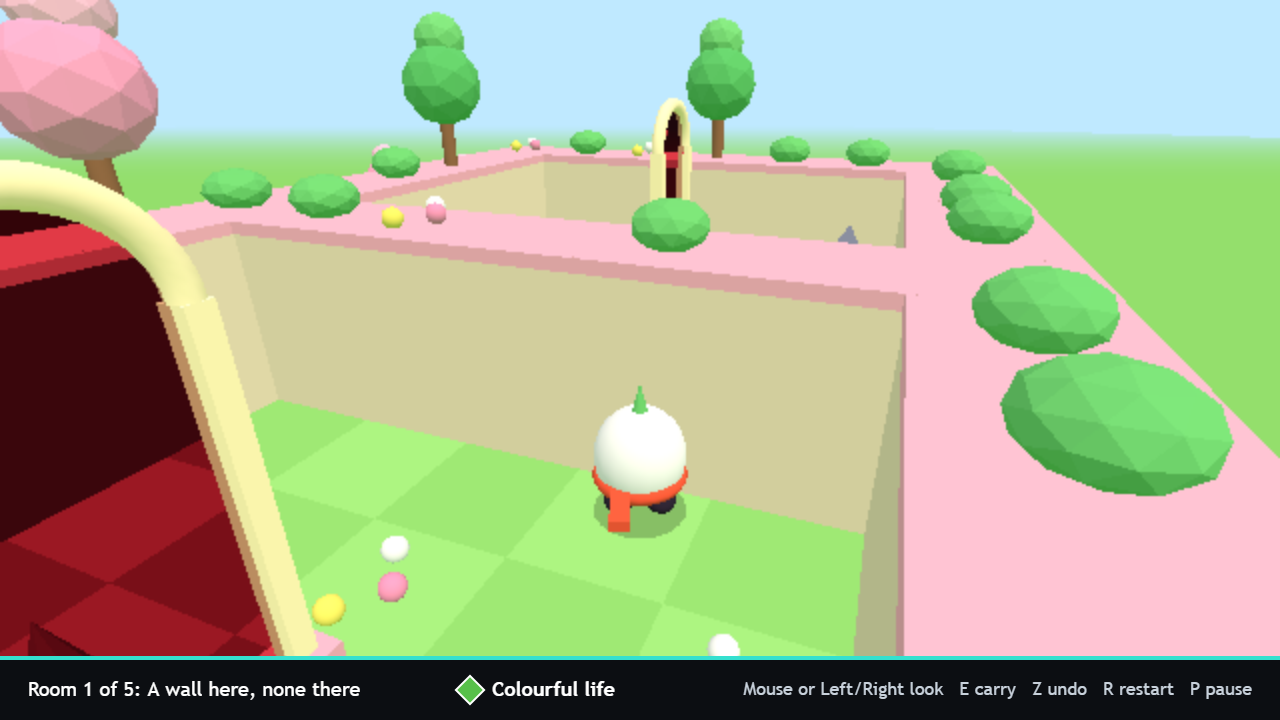 Room 1 of 5: A wall here, none there
Colourful life
Mouse or Left/Right look E carry Z undo R restart P pause